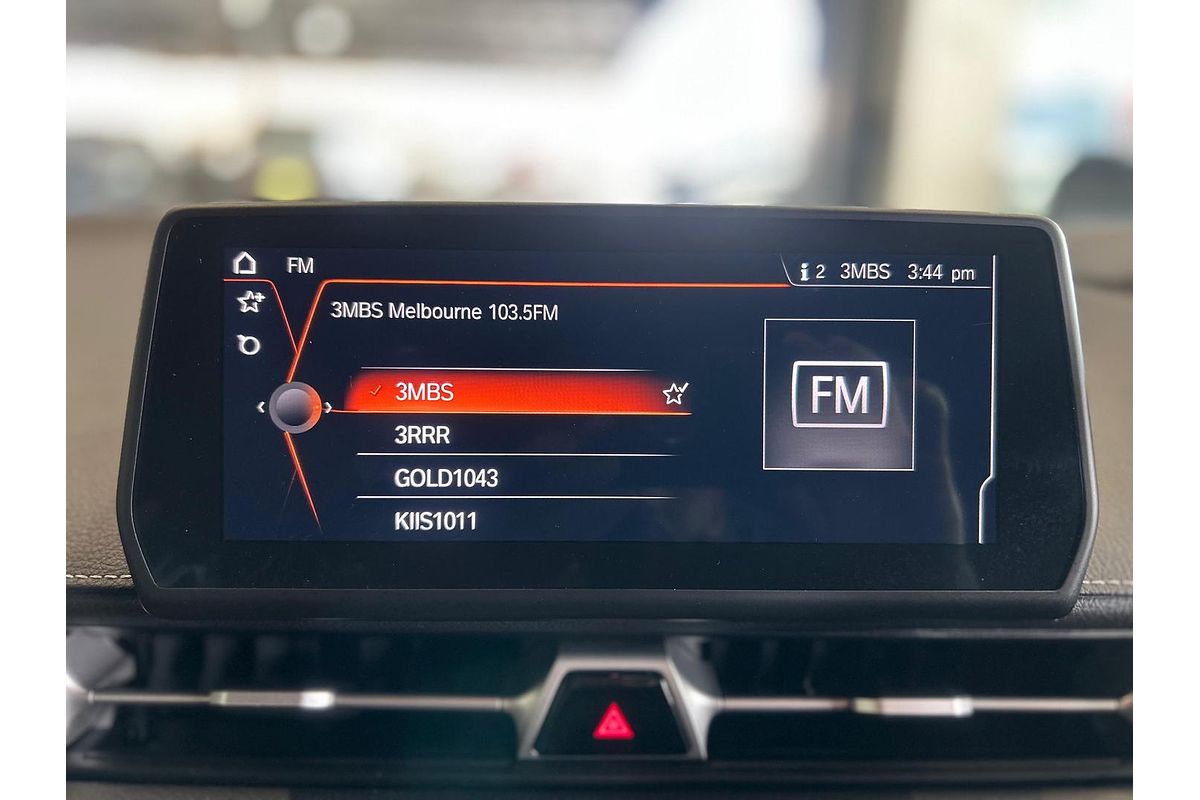 FM
i 2 3MBS 3:44 pm
3MBS Melbourne 103.5FM
3MBS
3RRR
GOLD1043
KIIS1011
FM